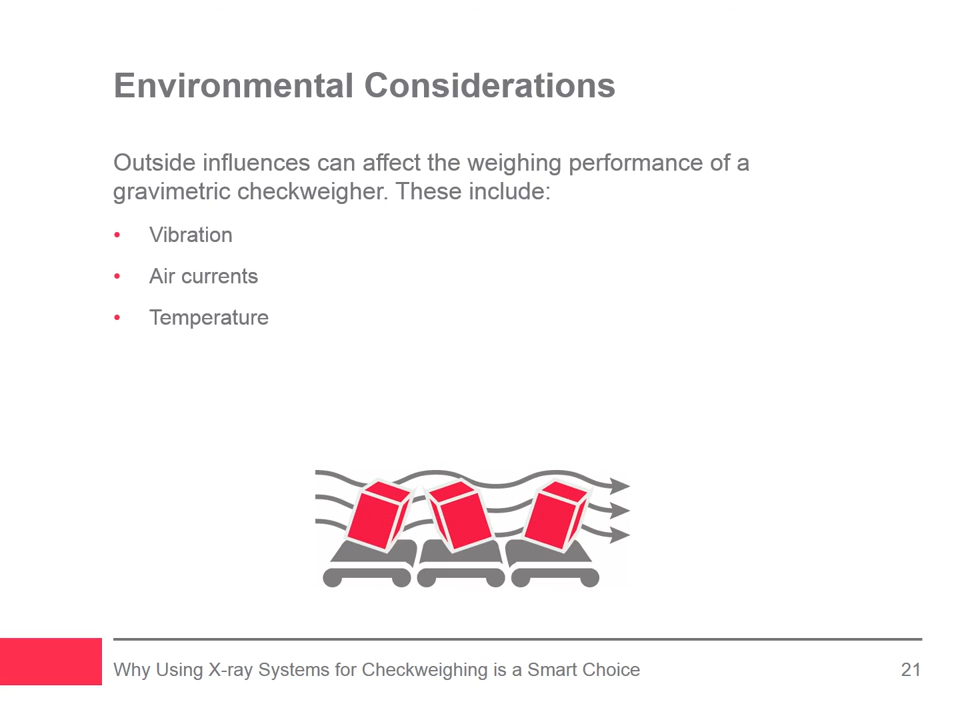 Environmental Considerations
Outside influences can affect the weighing performance of a
gravimetric checkweigher. These include:
• Vibration
• Air currents
• Temperature
Why Using X-ray Systems for Checkweighing is a Smart Choice
21